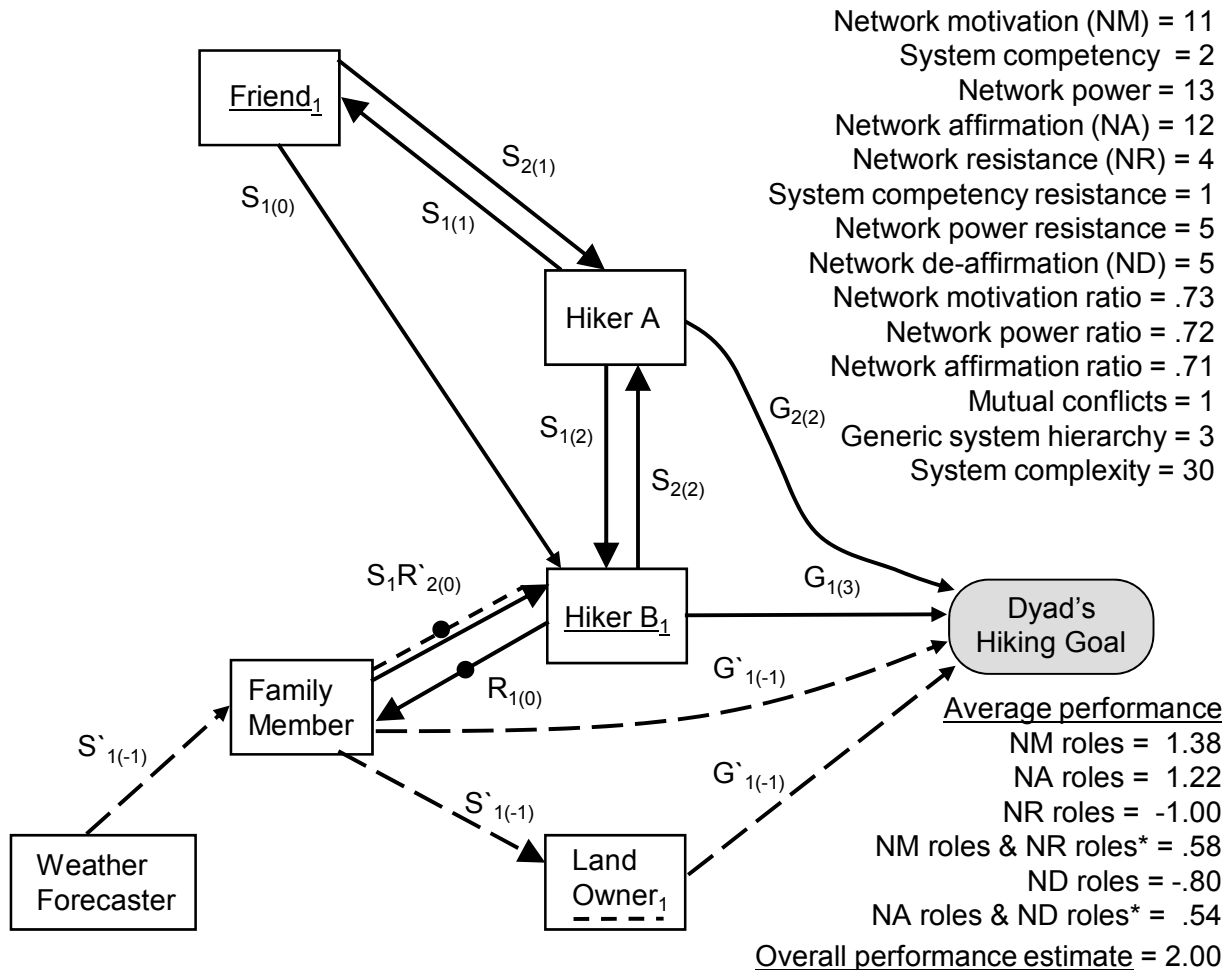 Network motivation (NM) = 11
System competency = 2
Network power = 13
Network affirmation (NA) = 12
Network resistance (NR) = 4
System competency resistance = 1
Network power resistance = 5
Network de-affirmation (ND) = 5
Network motivation ratio = .73
Network power ratio = .72
Network affirmation ratio = .71
Mutual conflicts = 1
Generic system hierarchy = 3
System complexity = 30
Friend1
S2(1)
S1(0)
S1(1)
Hiker A
G2(2)
S1(2)
S2(2)
S1R`2(0)
G1(3)
Hiker B1
Dyad's
Hiking Goal
R1(0)
G`1(-1)
Family
Member
S`1(-1)
G`1(-1)
S`1(-1)
Weather
Forecaster
Land
Owner1
Average performance
NM roles = 1.38
NA roles = 1.22
NR roles = -1.00
NM roles & NR roles* = .58
ND roles = -.80
NA roles & ND roles* = .54
Overall performance estimate = 2.00